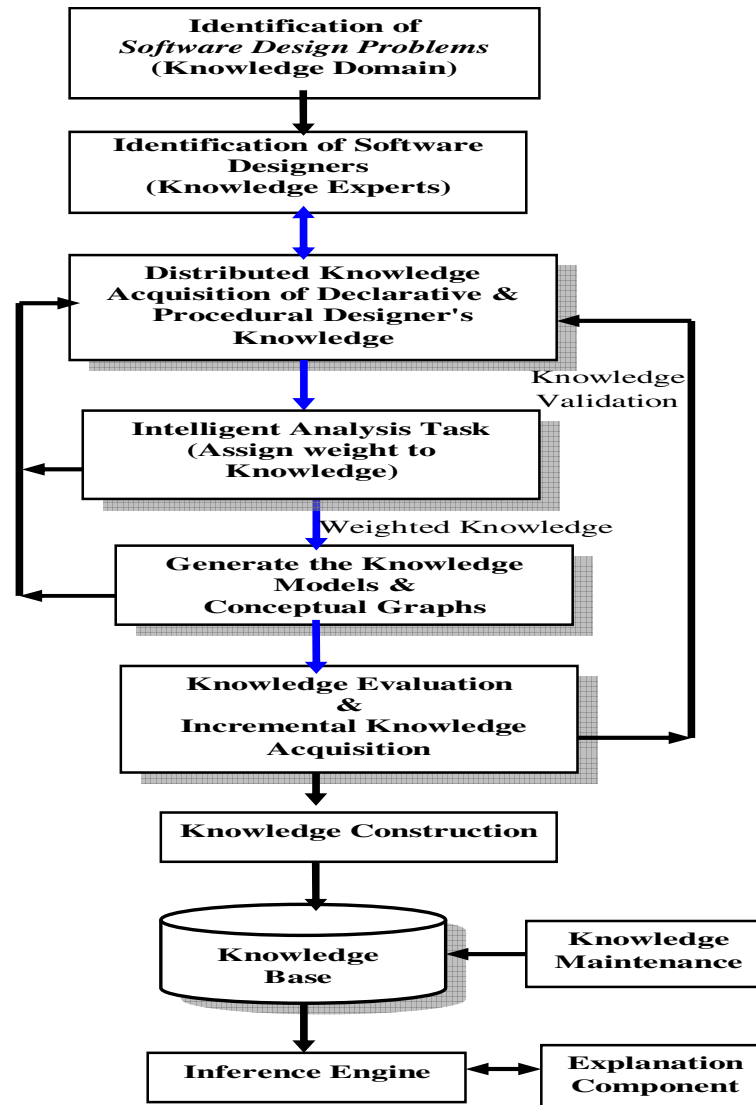 Identification of
Software Design Problems
(Knowledge Domain)
Identification of Software
Designers
(Knowledge Experts)
Distributed Knowledge
Acquisition of Declarative &
Procedural Designer's
Knowledge
Knowledge
Validation
Intelligent Analysis Task
(Assign weight to
Knowledge)
Weighted Knowledge
Generate the Knowledge
Models &
Conceptual Graphs
Knowledge Evaluation
&
Incremental Knowledge
Acquisition
Knowledge Construction
Knowledge
Base
Knowledge
Maintenance
Inference Engine
Explanation
Component